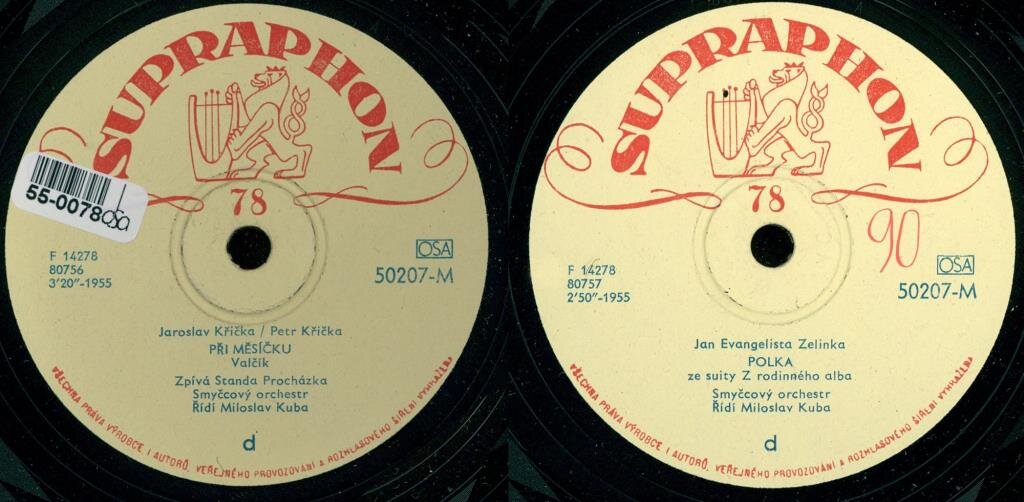 SUPRAPHON
78
55-0078 osa
F 14278
80756
3'20"-1955
OSA
50207-M
Jaroslav Křička / Petr Křička
PŘI MĚSÍČKU
Valčík
Zpívá Standa Procházka
Smyčcový orchestr
Řídí Miloslav Kuba
d
VŠECHNA PRÁVA VÝROBCE I AUTORŮ, VEŘEJNÉHO PROVOZOVÁNÍ A ROZHLASOVÉHO ŠÍŘENÍ VYHRAŽENA
SUPRAPHON
78
90
F 14278
80757
2'50"-1955
OSA
50207-M
Jan Evangelista Zelinka
POLKA
ze suity Z rodinného alba
Smyčcový orchestr
Řídí Miloslav Kuba
d
VŠECHNA PRÁVA VÝROBCE I AUTORŮ, VEŘEJNÉHO PROVOZOVÁNÍ A ROZHLASOVÉHO ŠÍŘENÍ VYHRAŽENA